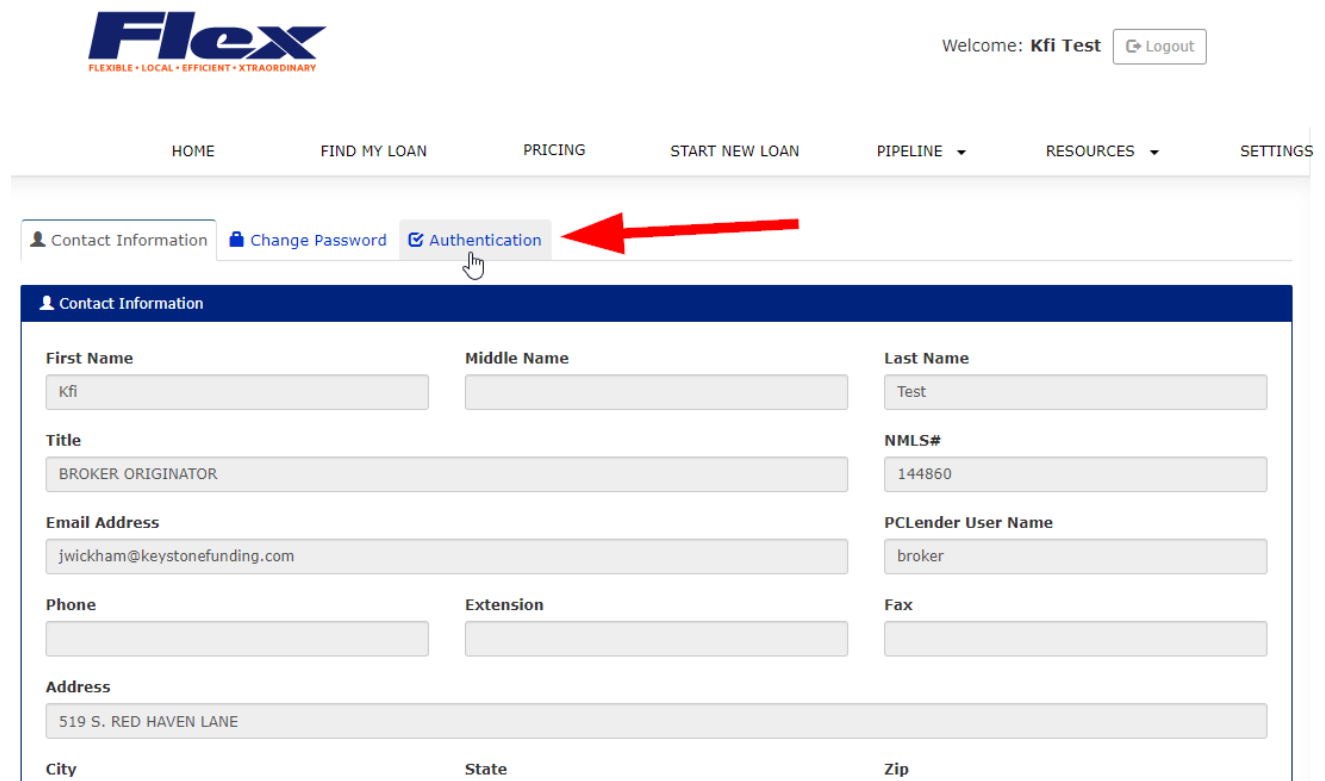 Flex
FLEXIBLE • LOCAL • EFFICIENT • XTRAORDINARY
Welcome: Kfi Test Logout
HOME FIND MY LOAN PRICING START NEW LOAN PIPELINE RESOURCES SETTINGS
Contact Information Change Password Authentication
Contact Information
First Name Middle Name Last Name
Kfi Test
Title NMLS#
BROKER ORIGINATOR 144860
Email Address PCLender User Name
jwickham@keystonefunding.com broker
Phone Extension Fax
Address
519 S. RED HAVEN LANE
City State Zip